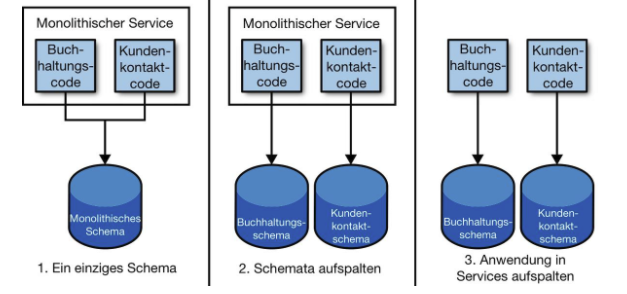 Monolithischer Service
Buch-
haltungs-
code
Kunden-
kontakt-
code
Monolithisches
Schema
1. Ein einziges Schema
Monolithischer Service
Buch-
haltungs-
code
Kunden-
kontakt-
code
Buchhaltungs-
schema
Kunden-
kontakt-
schema
2. Schemata aufspalten
Buch-
haltungs-
code
Kunden-
kontakt-
code
Buchhaltungs-
schema
Kunden-
kontakt-
schema
3. Anwendung in
Services aufspalten